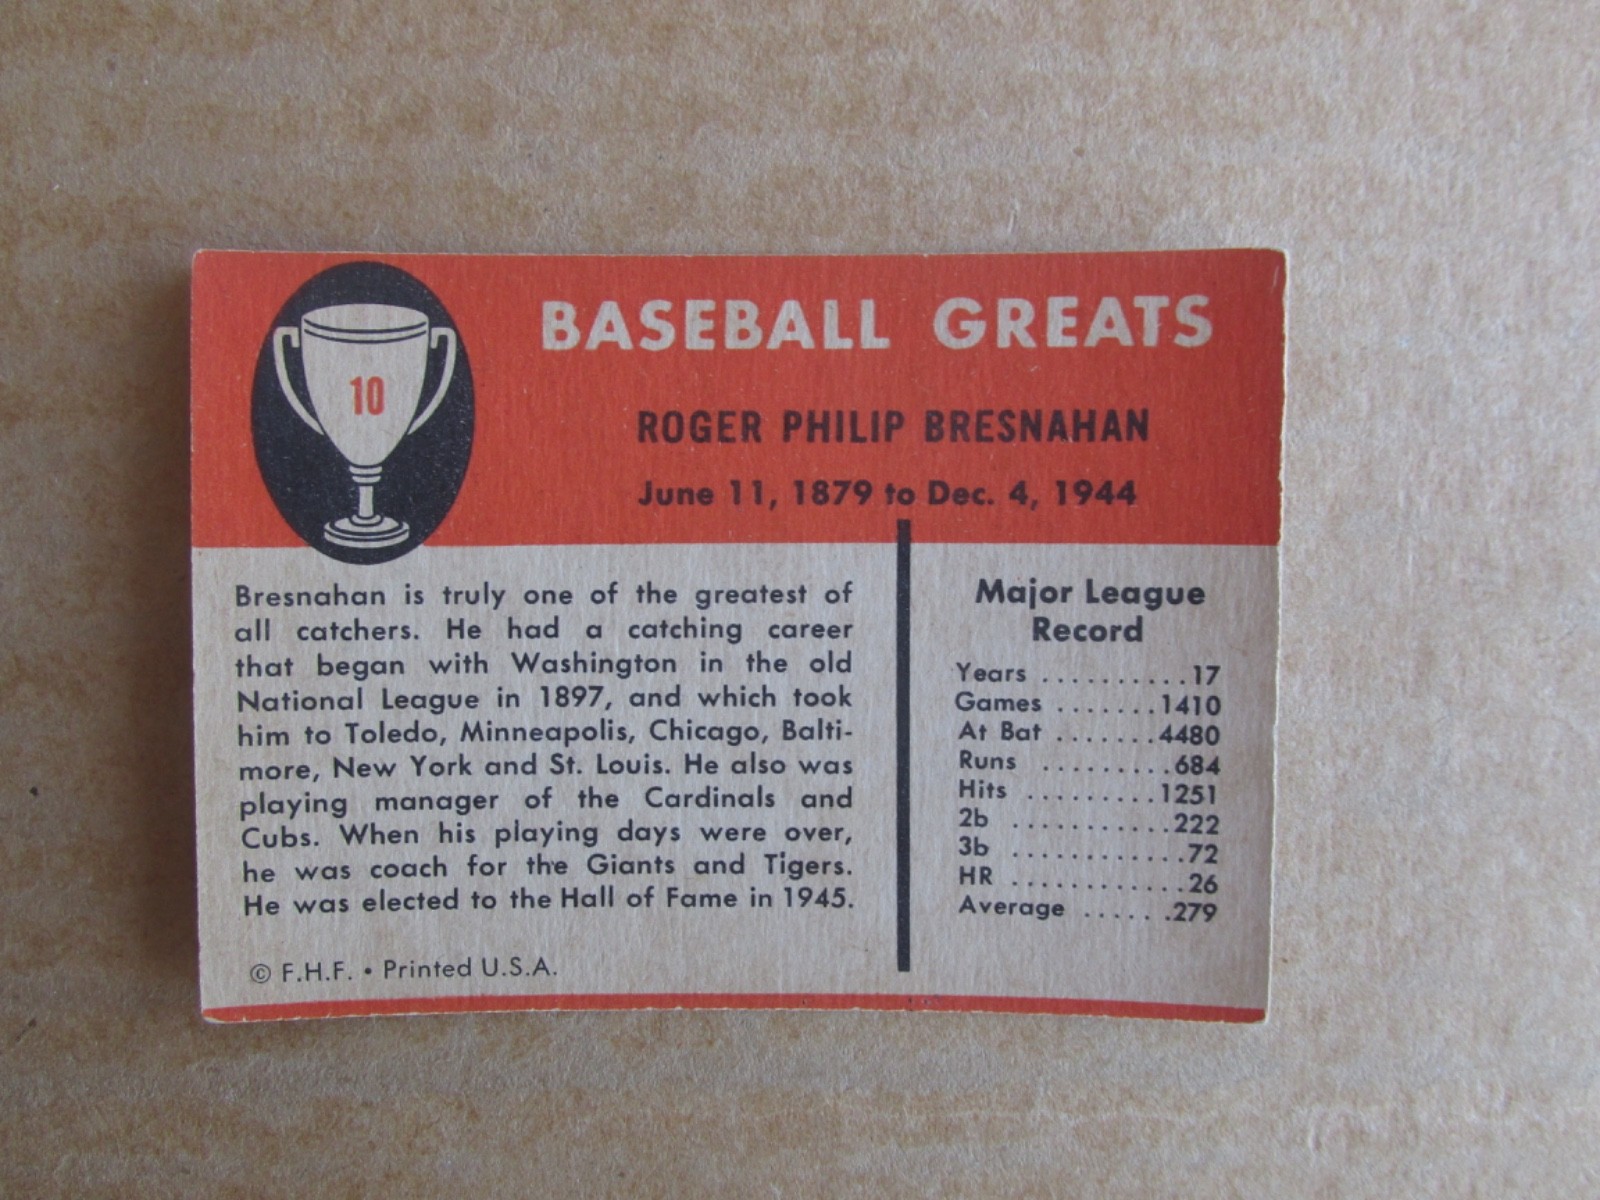 10
BASEBALL GREATS
ROGER PHILIP BRESNAHAN
June 11, 1879 to Dec. 4, 1944
Bresnahan is truly one of the greatest of
all catchers. He had a catching career
that began with Washington in the old
National League in 1897, and which took
him to Toledo, Minneapolis, Chicago, Balti-
more, New York and St. Louis. He also was
playing manager of the Cardinals and
Cubs. When his playing days were over,
he was coach for the Giants and Tigers.
He was elected to the Hall of Fame in 1945.
© F.H.F. • Printed U.S.A.
Major League
Record
Years ..........17
Games .......1410
At Bat .......4480
Runs .........684
Hits .........1251
2b ...........222
3b ............72
HR ............26
Average ......279